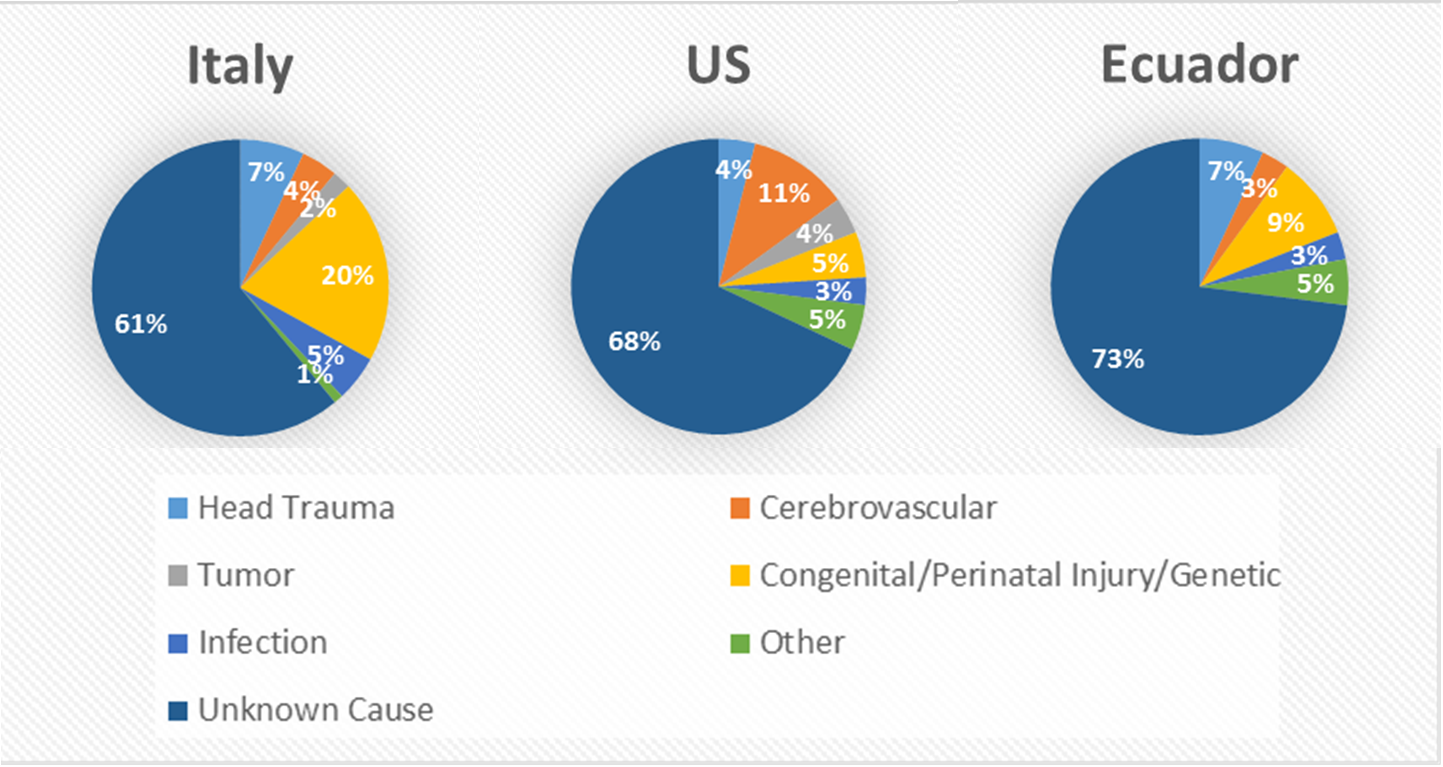 Italy
US
Ecuador
7%
4%
2%
20%
5%
1%
61%
4%
11%
4%
5%
3%
5%
68%
7%
3%
9%
3%
5%
73%
Head Trauma
Cerebrovascular
Tumor
Congenital/Perinatal Injury/Genetic
Infection
Other
Unknown Cause